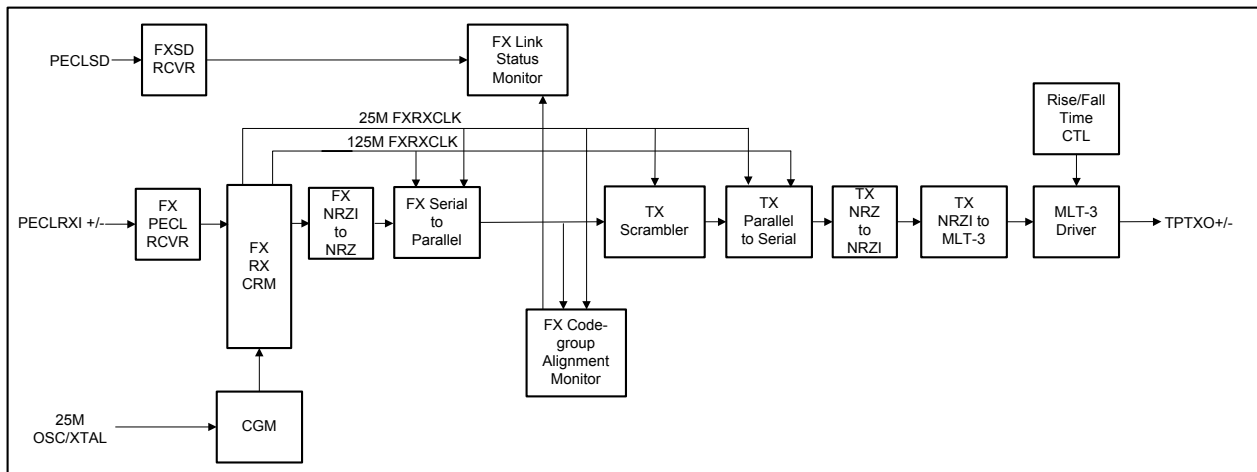 PECLSD
FXSD
RCVR
FX Link
Status
Monitor
Rise/Fall
Time
CTL
25M FXRXCLK
125M FXRXCLK
PECLRXI +/-
FX
PECL
RCVR
FX
RX
CRM
FX
NRZI
to
NRZ
FX Serial
to
Parallel
TX
Scrambler
TX
Parallel
to Serial
TX
NRZ
to
NRZI
TX
NRZI to
MLT-3
MLT-3
Driver
TPTXO+/-
FX Code-
group
Alignment
Monitor
25M
OSC/XTAL
CGM